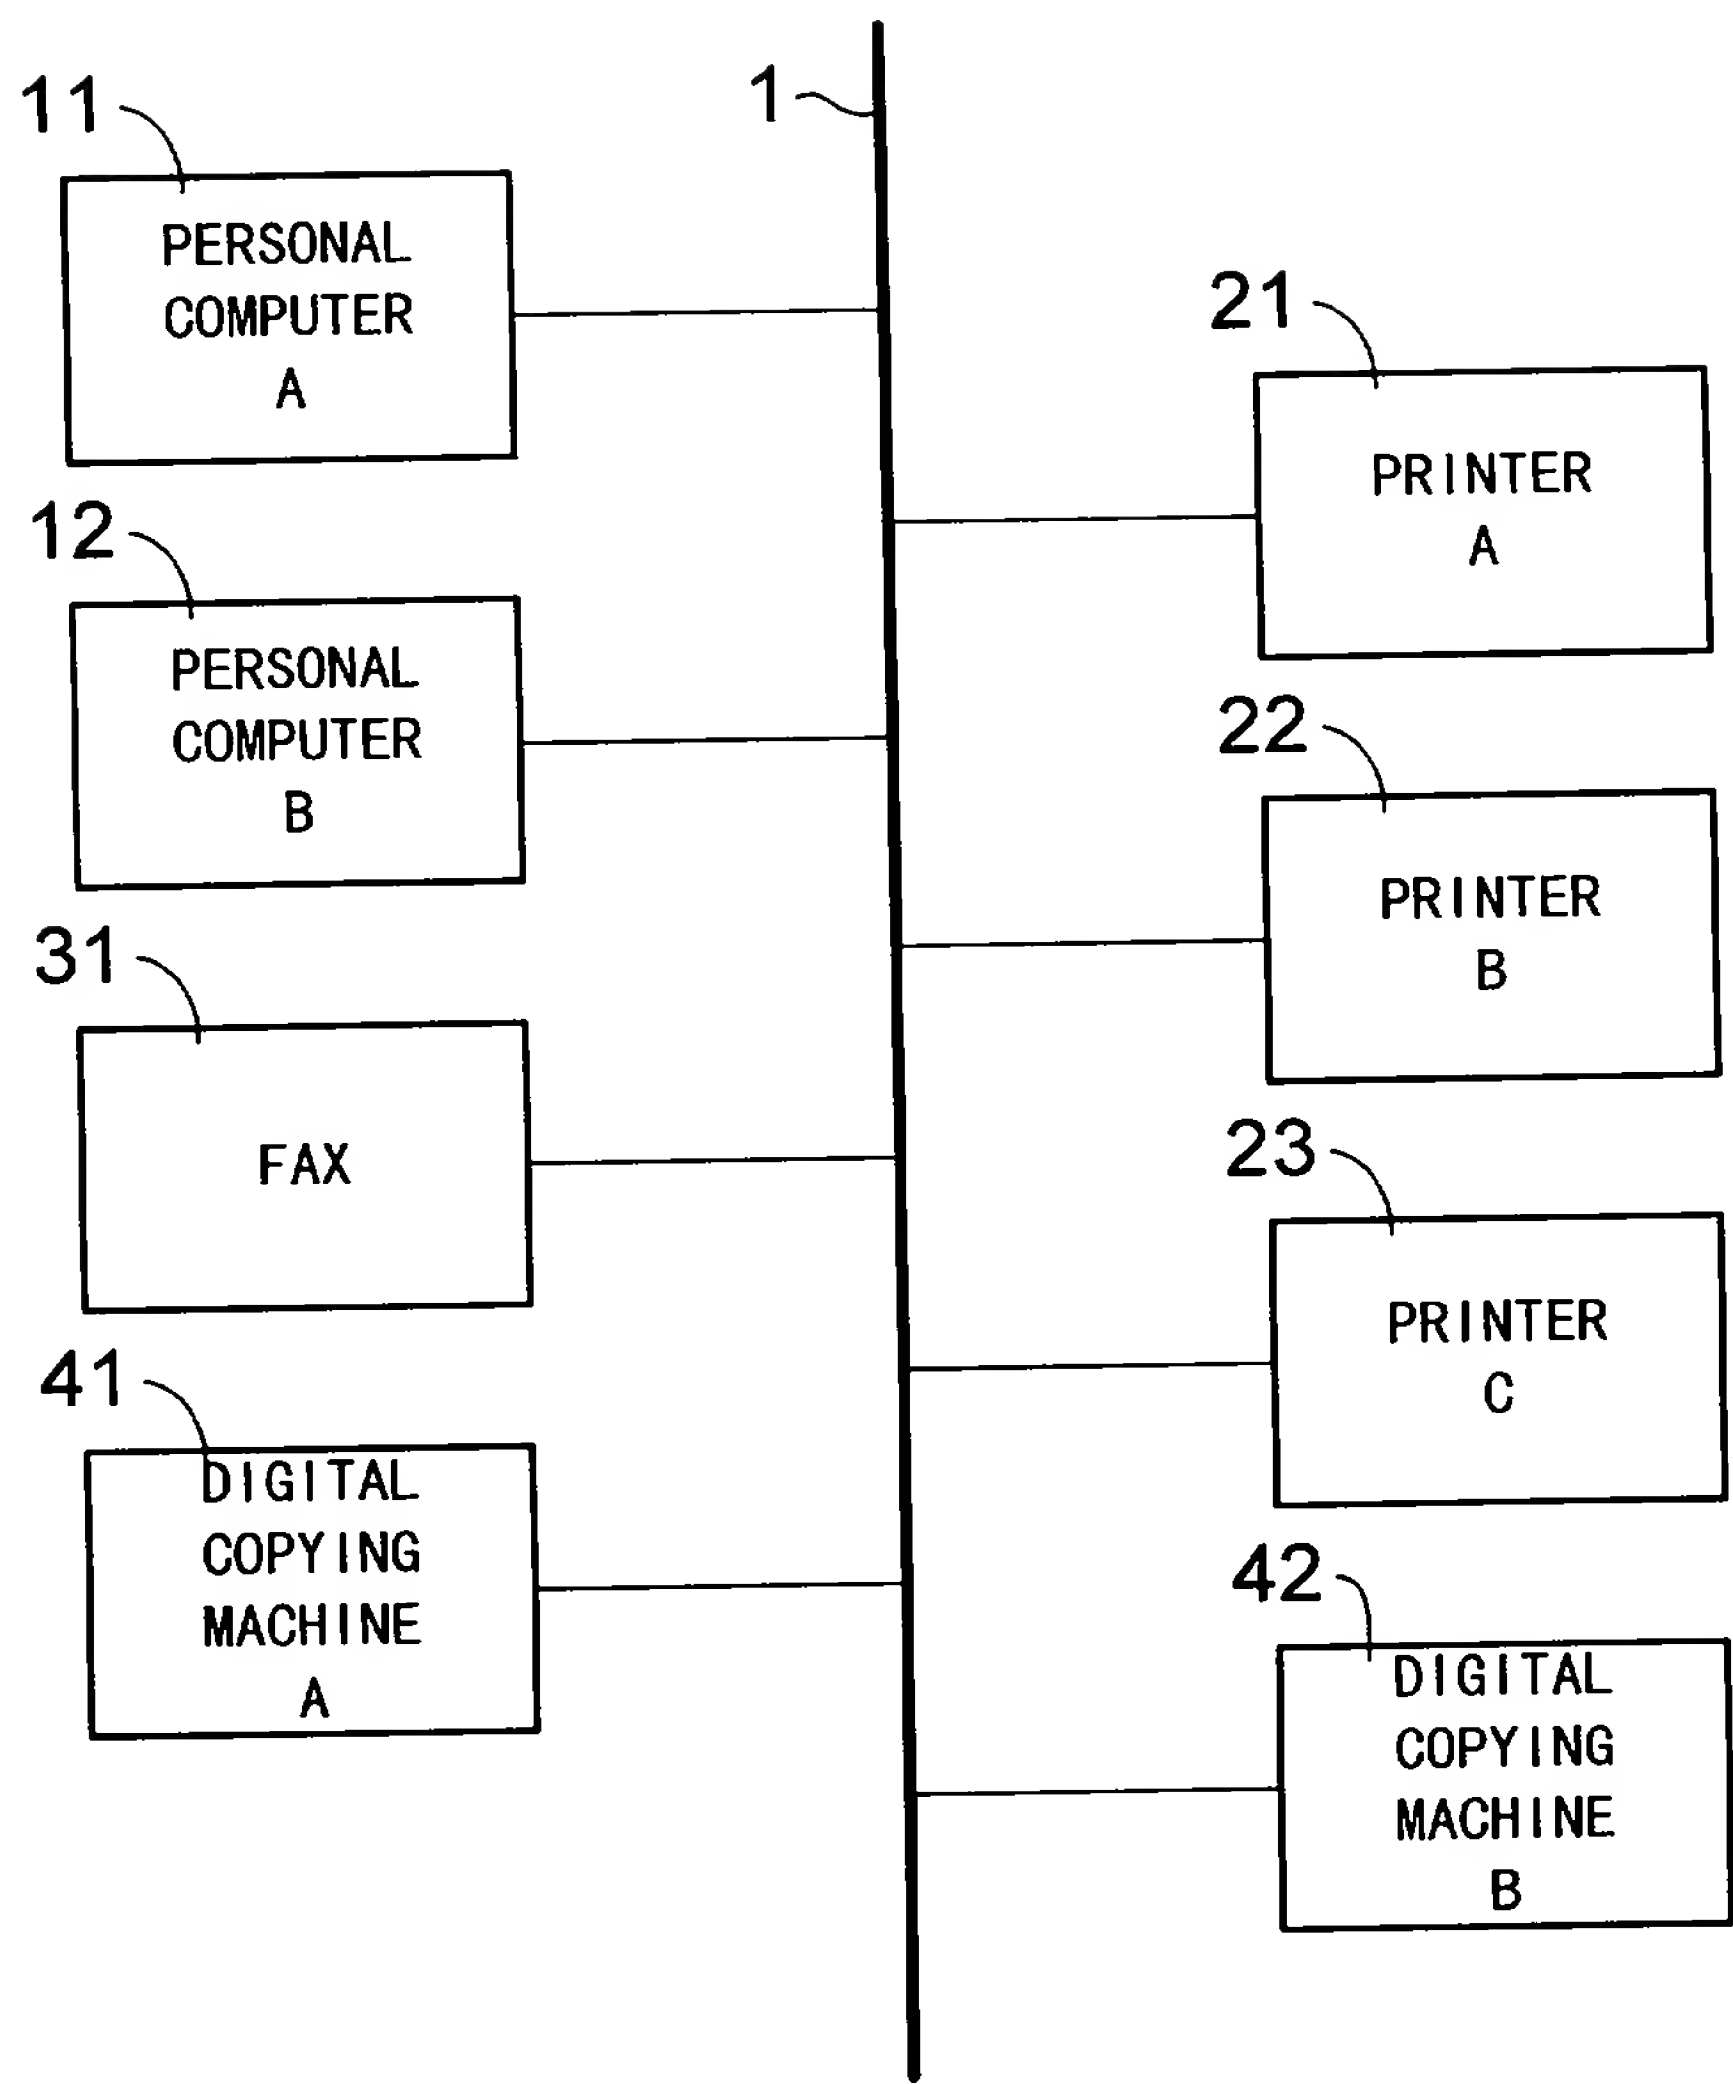 1
11
PERSONAL
COMPUTER
A
21
PRINTER
A
12
PERSONAL
COMPUTER
B
22
PRINTER
B
31
FAX
23
PRINTER
C
41
DIGITAL
COPYING
MACHINE
A
42
DIGITAL
COPYING
MACHINE
B